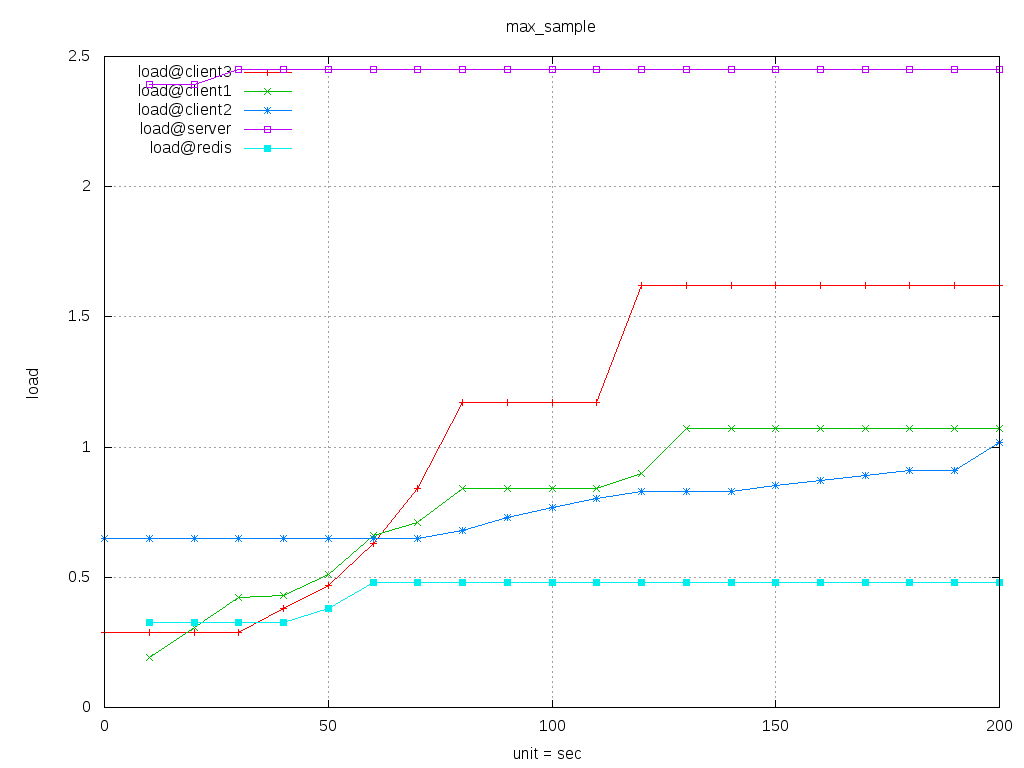 max_sample
2.5
2
1.5
1
0.5
0
load
load@client3
load@client1
load@client2
load@server
load@redis
0 50 100 150 200
unit = sec